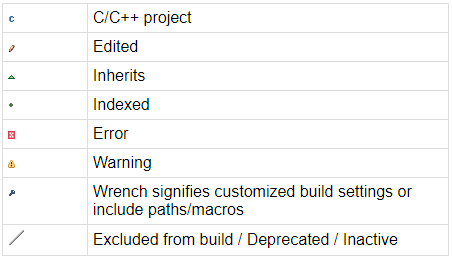 C C/C++ project
Edited
Inherits
Indexed
Error
Warning
Wrench signifies customized build settings or
include paths/macros
Excluded from build / Deprecated / Inactive